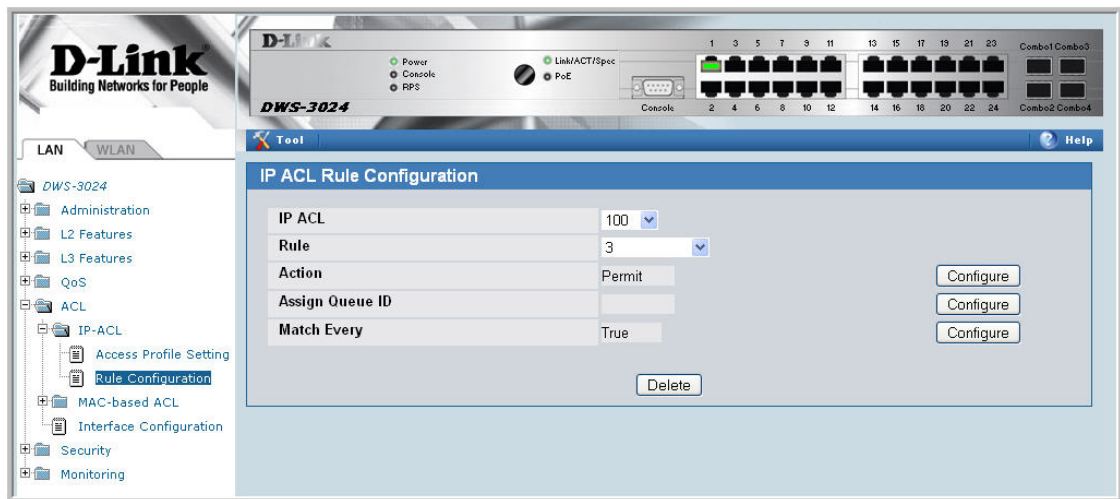 D-Link
Building Networks for People
D-Link
Power
Console
RPS
Link/ACT/Spec
PoE
Console
1 3 5 7 9 11 13 15 17 19 21 23
Combo1 Combo3
2 4 6 8 10 12 14 16 18 20 22 24
Combo2 Combo4
DWS-3024
LAN
WLAN
Tool
Help
DWS-3024
Administration
L2 Features
L3 Features
QoS
ACL
IP-ACL
Access Profile Setting
Rule Configuration
MAC-based ACL
Interface Configuration
Security
Monitoring
IP ACL Rule Configuration
IP ACL 100
Rule 3
Action Permit Configure
Assign Queue ID Configure
Match Every True Configure
Delete